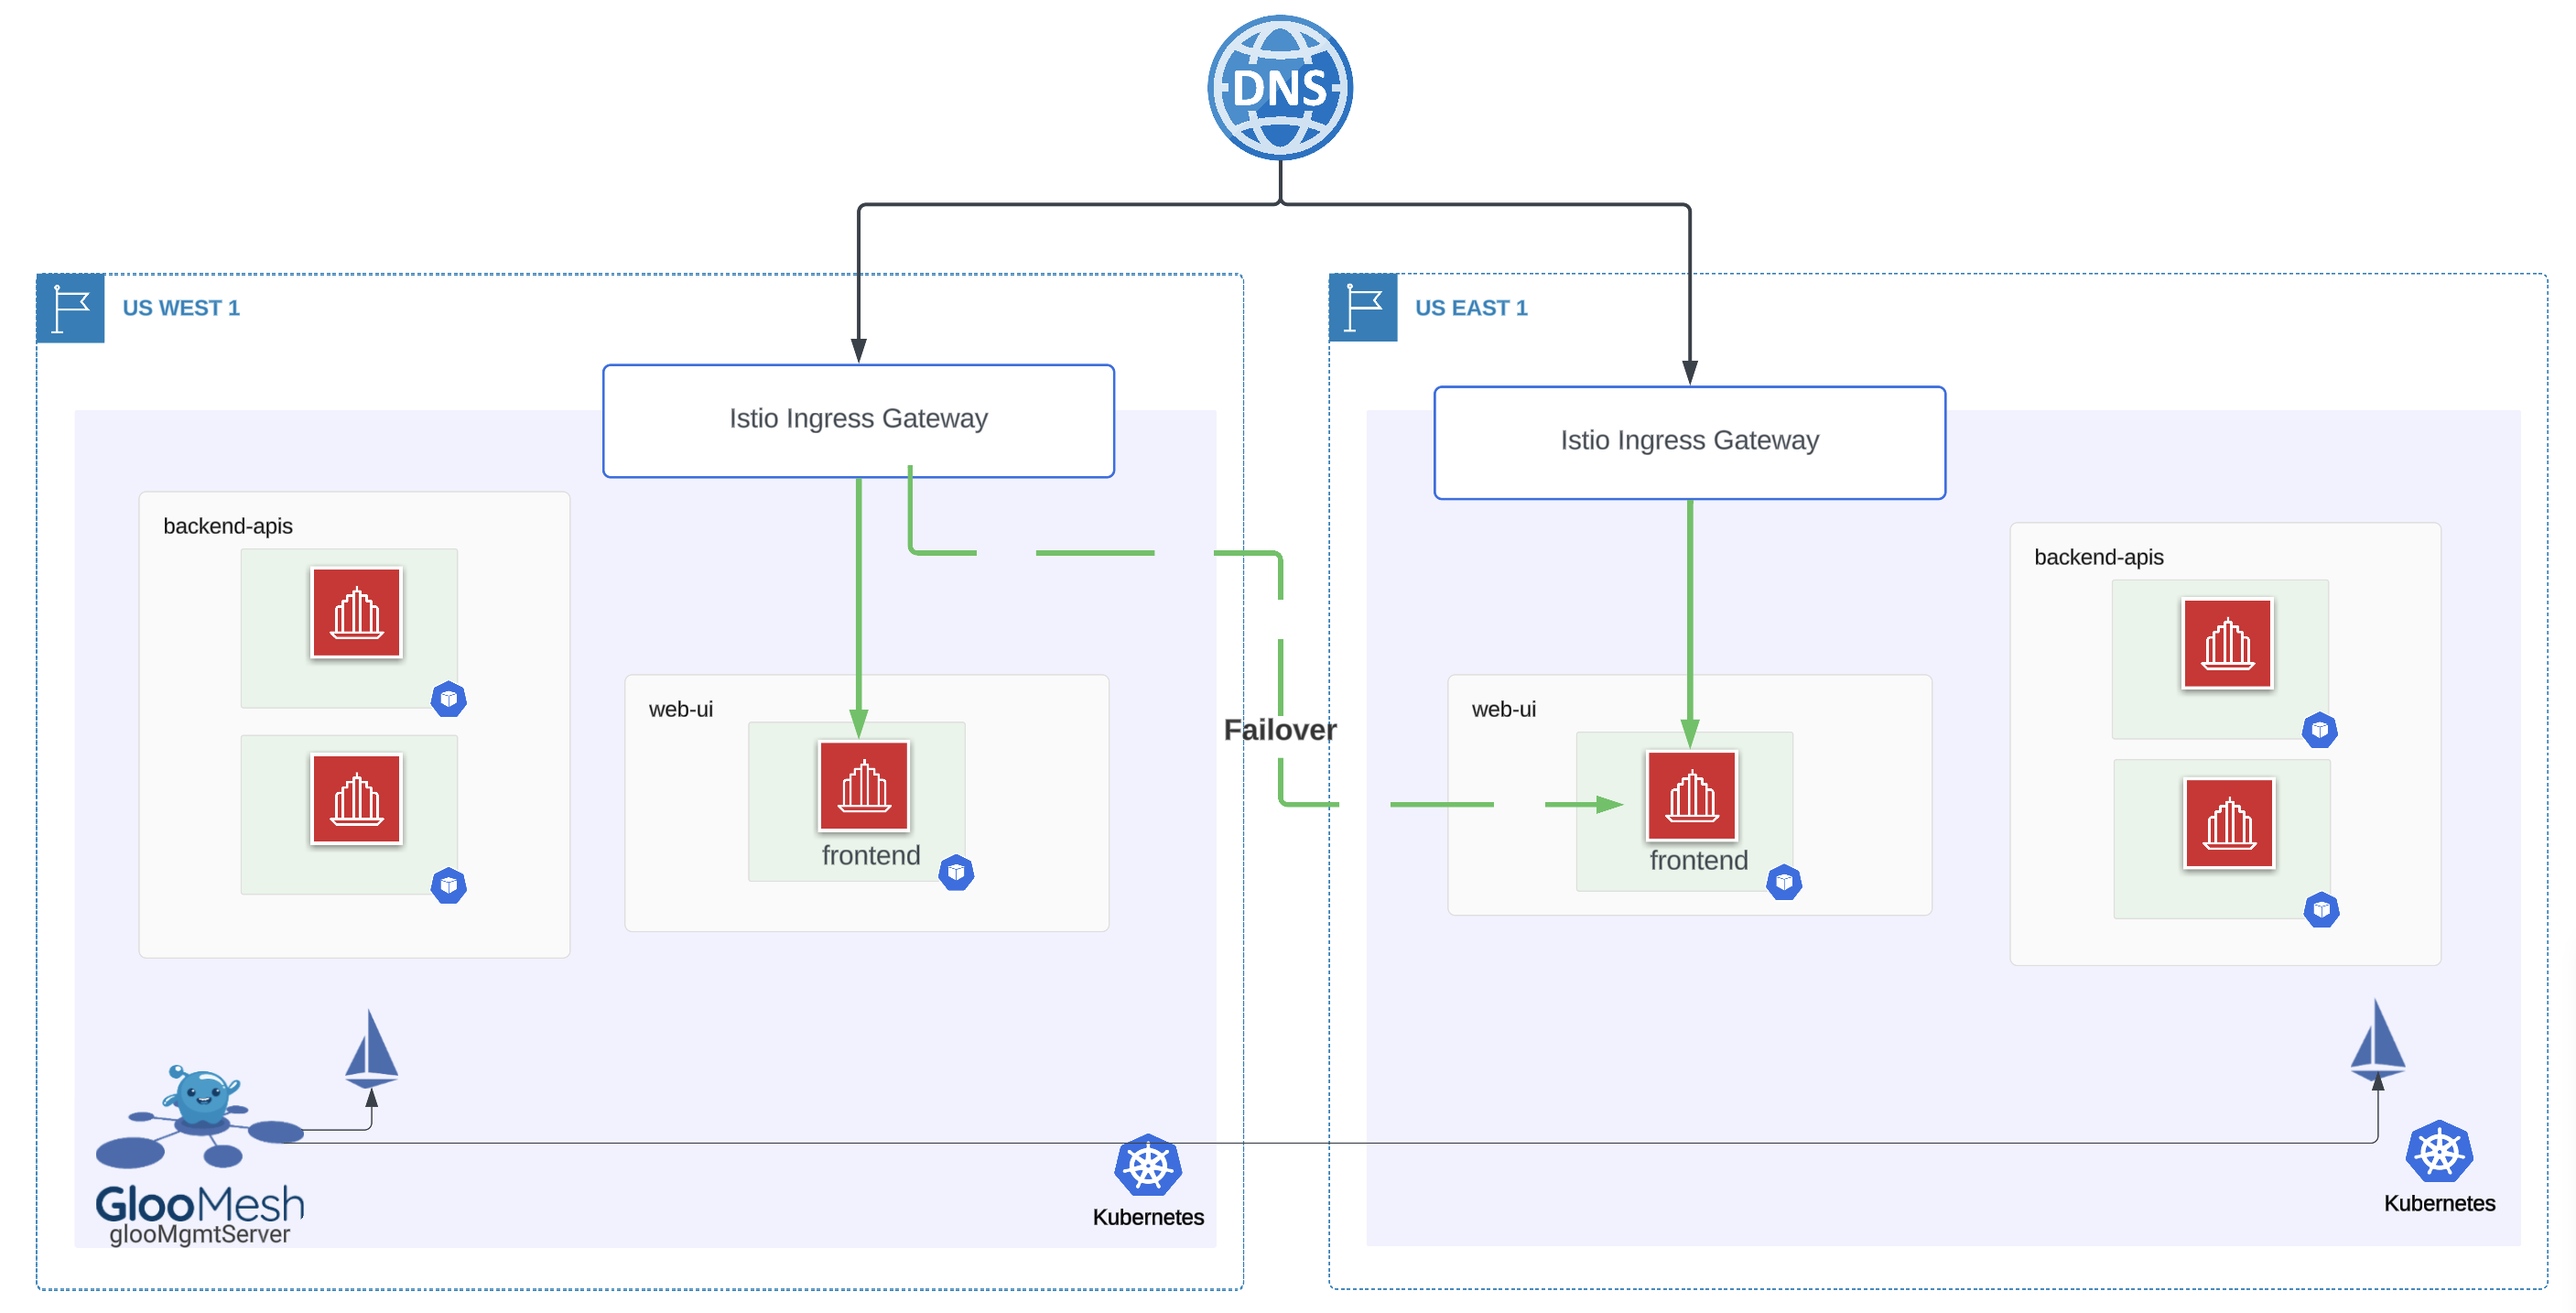 DNS
US WEST 1
Istio Ingress Gateway
backend-apis
web-ui
frontend
GlooMesh
glooMgmtServer
Kubernetes
Failover
US EAST 1
Istio Ingress Gateway
web-ui
frontend
backend-apis
Kubernetes